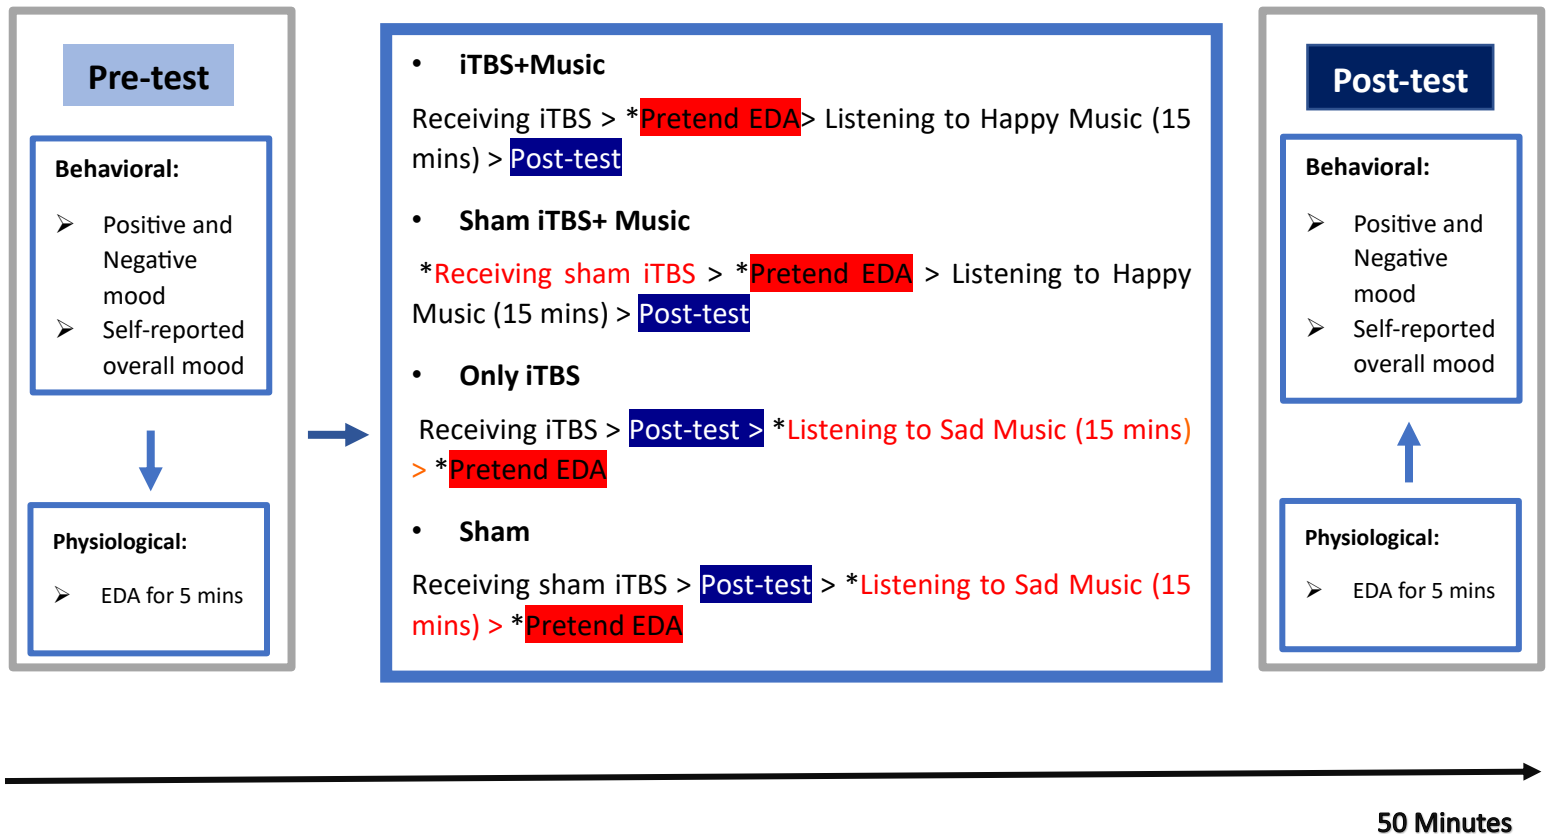 Pre-test
Behavioral:
➢ Positive and
Negative
mood
➢ Self-reported
overall mood
Physiological:
➢ EDA for 5 mins
• iTBS+Music
Receiving iTBS > *Pretend EDA> Listening to Happy Music (15
mins) > Post-test
• Sham iTBS+ Music
*Receiving sham iTBS > *Pretend EDA > Listening to Happy
Music (15 mins) > Post-test
• Only iTBS
Receiving iTBS > Post-test > *Listening to Sad Music (15 mins)
> *Pretend EDA
• Sham
Receiving sham iTBS > Post-test > *Listening to Sad Music (15
mins) > *Pretend EDA
Post-test
Behavioral:
➢ Positive and
Negative
mood
➢ Self-reported
overall mood
Physiological:
➢ EDA for 5 mins
50 Minutes